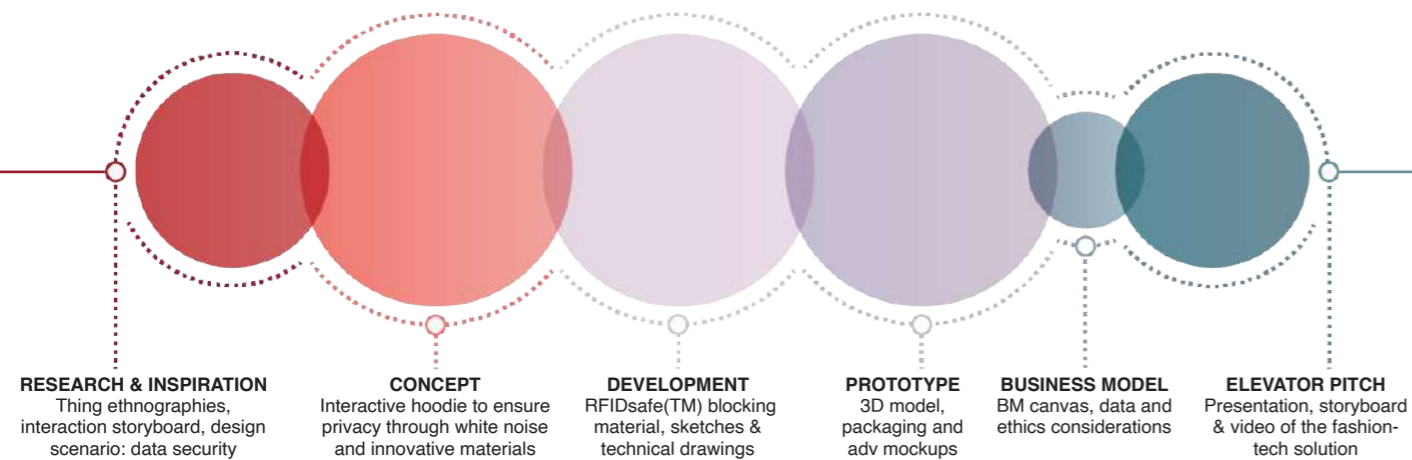 RESEARCH & INSPIRATION
Thing ethnographies,
interaction storyboard, design
scenario: data security
CONCEPT
Interactive hoodie to ensure
privacy through white noise
and innovative materials
DEVELOPMENT
RFIDsafe(TM) blocking
material, sketches &
technical drawings
PROTOTYPE
3D model,
packaging and
adv mockups
BUSINESS MODEL
BM canvas, data and
ethics considerations
ELEVATOR PITCH
Presentation, storyboard
& video of the fashion-
tech solution